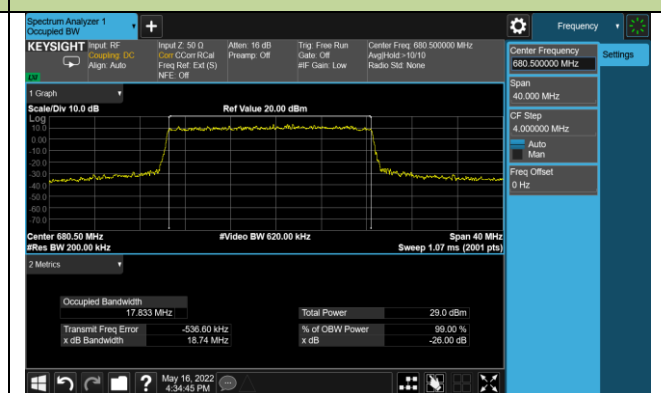 Spectrum Analyzer 1
Occupied BW
+
Frequency
KEYSIGHT
Input: RF
Coupling: DC
Align: Auto
Input Z: 50 Ω
Corr CCorr RCal
Freq Ref: Ext (S)
NFE: Off
Atten: 16 dB
Preamp: Off
Trig: Free Run
Gate: Off
#IF Gain: Low
Center Freq: 680.500000 MHz
Avg|Hold:>10/10
Radio Std: None
Center Frequency
680.500000 MHz
Settings
Span
40.000 MHz
CF Step
4.000000 MHz
Auto
Man
Freq Offset
0 Hz
1 Graph
Scale/Div 10.0 dB
Ref Value 20.00 dBm
Log
10.0
0.00
-10.0
-20.0
-30.0
-40.0
-50.0
-60.0
-70.0
Center 680.50 MHz
#Video BW 620.00 kHz
Span 40 MHz
#Res BW 200.00 kHz
Sweep 1.07 ms (2001 pts)
2 Metrics
Occupied Bandwidth
17.833 MHz
Total Power 29.0 dBm
Transmit Freq Error -536.60 kHz
% of OBW Power 99.00 %
x dB Bandwidth 18.74 MHz
x dB -26.00 dB
?
May 16, 2022
4:34:45 PM